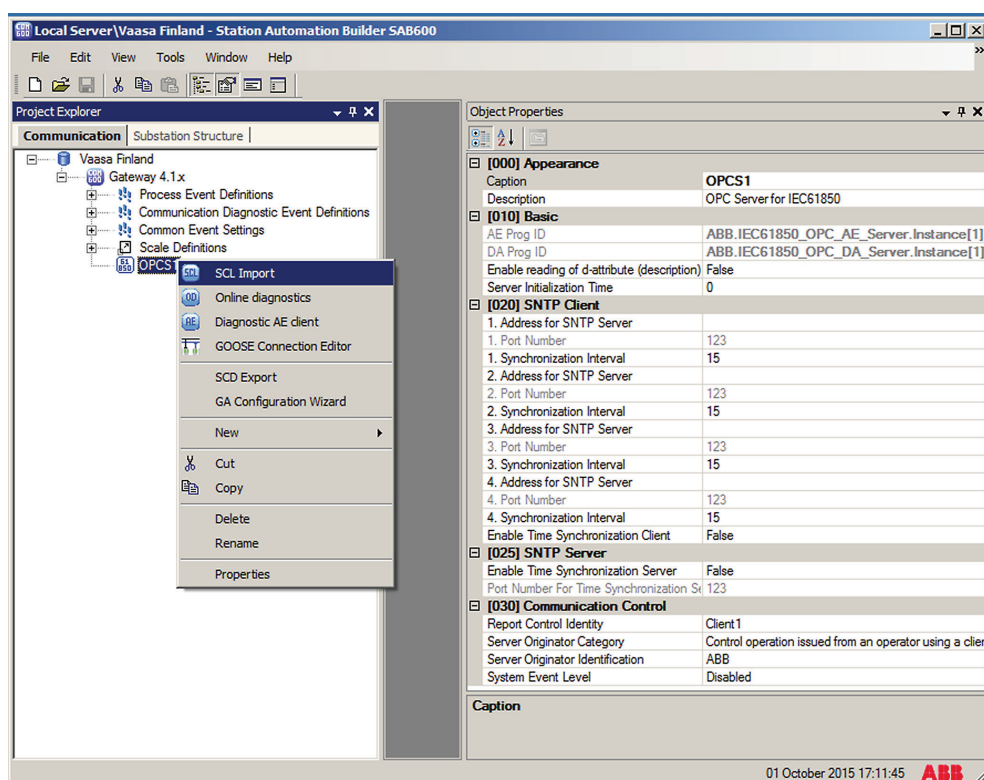 Local Server\Vaasa Finland - Station Automation Builder SAB600
File Edit View Tools Window Help
Project Explorer
Communication Substation Structure
Vaasa Finland
Gateway 4.1.x
Process Event Definitions
Communication Diagnostic Event Definitions
Common Event Settings
Scale Definitions
OPCS1
SCL SCL Import
OD Online diagnostics
AE Diagnostic AE client
GOOSE Connection Editor
SCD Export
GA Configuration Wizard
New
Cut
Copy
Delete
Rename
Properties
Object Properties
[000] Appearance
Caption OPCS1
Description OPC Server for IEC61850
[010] Basic
AE Prog ID ABB.IEC61850_OPC_AE_Server.Instance[1]
DA Prog ID ABB.IEC61850_OPC_DA_Server.Instance[1]
Enable reading of d-attribute (description) False
Server Initialization Time 0
[020] SNTP Client
1. Address for SNTP Server
1. Port Number 123
1. Synchronization Interval 15
2. Address for SNTP Server
2. Port Number 123
2. Synchronization Interval 15
3. Address for SNTP Server
3. Port Number 123
3. Synchronization Interval 15
4. Address for SNTP Server
4. Port Number 123
4. Synchronization Interval 15
Enable Time Synchronization Client False
[025] SNTP Server
Enable Time Synchronization Server False
Port Number For Time Synchronization Se 123
[030] Communication Control
Report Control Identity Client1
Server Originator Category Control operation issued from an operator using a clien
Server Originator Identification ABB
System Event Level Disabled
Caption
01 October 2015 17:11:45 ABB